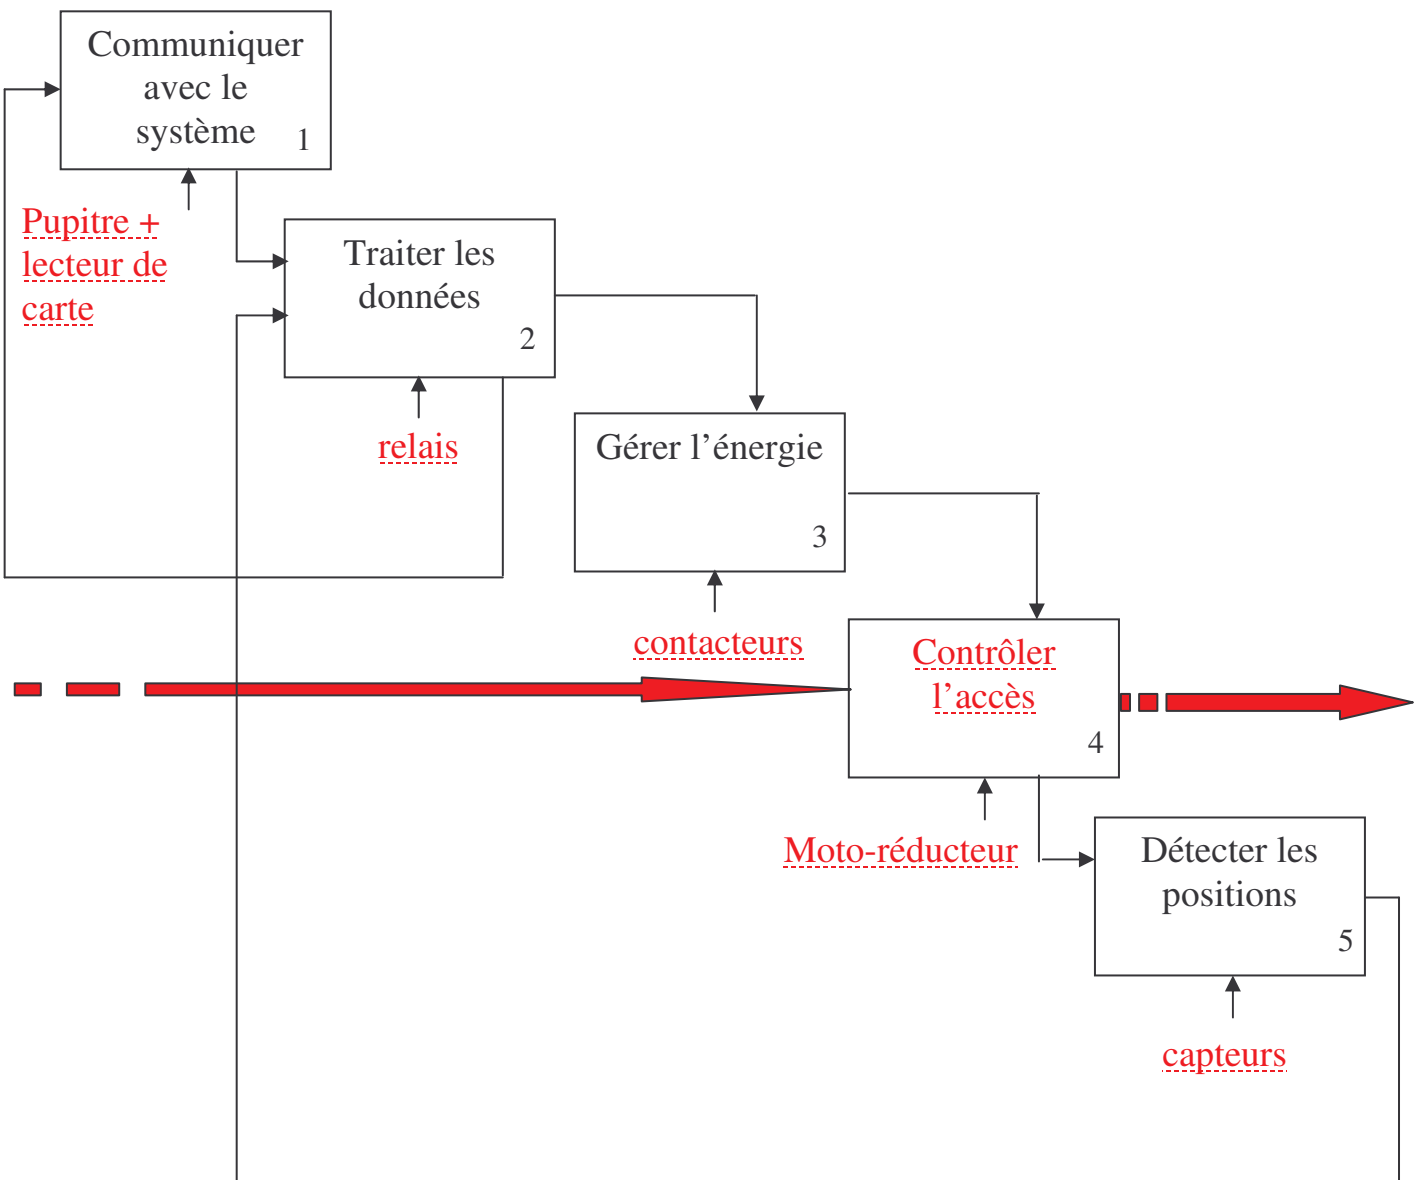 Communiquer
avec le
système
1
Pupitre +
lecteur de
carte
Traiter les
données
2
relais
Gérer l’énergie
3
contacteurs
Contrôler
l’accès
4
Moto-réducteur
Détecter les
positions
5
capteurs